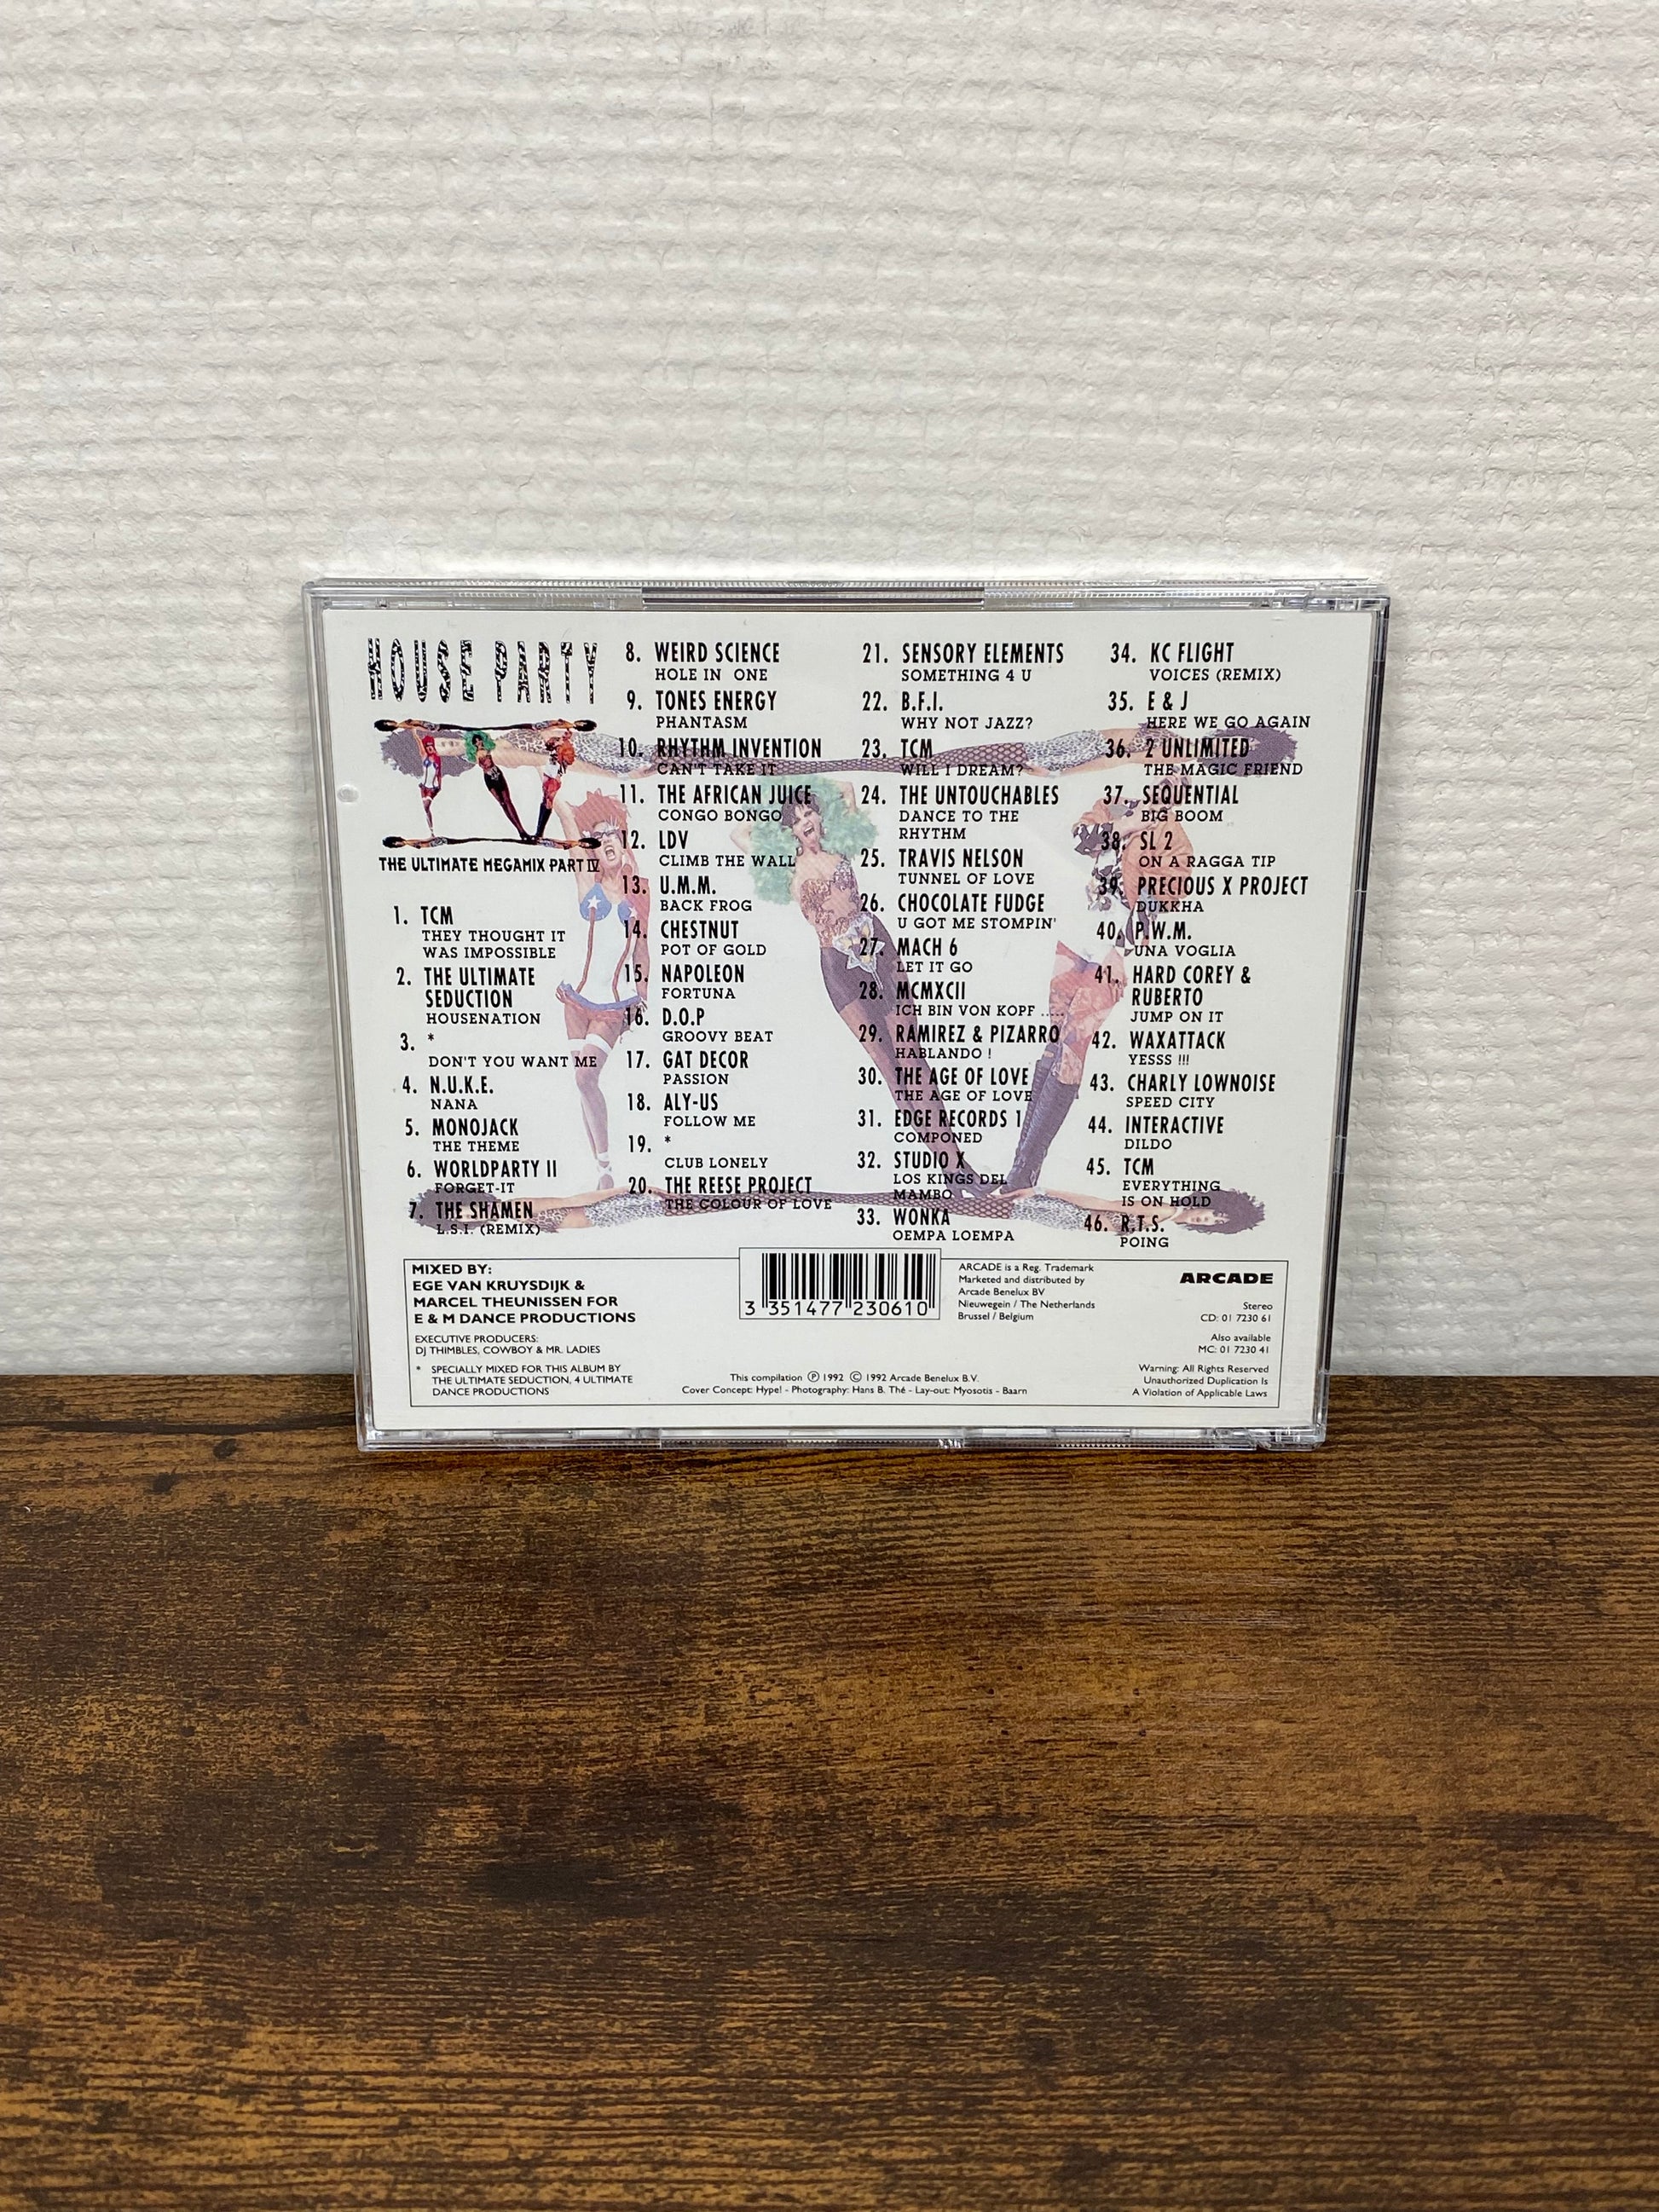 HOUSE PARTY
THE ULTIMATE MEGAMIX PART IV
1. TCM
THEY THOUGHT IT
WAS IMPOSSIBLE
2. THE ULTIMATE
SEDUCTION
HOUSENATION
3. *
DON'T YOU WANT ME
4. N.U.K.E.
NANA
5. MONOJACK
THE THEME
6. WORLDPARTY II
FORGET-IT
7. THE SHAMEN
L.S.I. (REMIX)
8. WEIRD SCIENCE
HOLE IN ONE
9. TONES ENERGY
PHANTASM
10. RHYTHM INVENTION
CAN'T TAKE IT
11. THE AFRICAN JUICE
CONGO BONGO
12. LDV
CLIMB THE WALL
13. U.M.M.
BACK FROG
14. CHESTNUT
POT OF GOLD
15. NAPOLEON
FORTUNA
16. D.O.P
GROOVY BEAT
17. GAT DECOR
PASSION
18. ALY-US
FOLLOW ME
19. *
CLUB LONELY
20. THE REESE PROJECT
THE COLOUR OF LOVE
21. SENSORY ELEMENTS
SOMETHING 4 U
22. B.F.I.
WHY NOT JAZZ?
23. TCM
WILL I DREAM?
24. THE UNTOUCHABLES
DANCE TO THE
RHYTHM
25. TRAVIS NELSON
TUNNEL OF LOVE
26. CHOCOLATE FUDGE
U GOT ME STOMPIN'
27. MACH 6
LET IT GO
28. MCMXCII
ICH BIN VON KOPF .....
29. RAMIREZ & PIZARRO
HABLANDO !
30. THE AGE OF LOVE
THE AGE OF LOVE
31. EDGE RECORDS 1
COMPONED
32. STUDIO X
LOS KINGS DEL
MAMBO
33. WONKA
OEMPA LOEMPA
34. KC FLIGHT
VOICES (REMIX)
35. E & J
HERE WE GO AGAIN
36. 2 UNLIMITED
THE MAGIC FRIEND
37. SEQUENTIAL
BIG BOOM
38. SL 2
ON A RAGGA TIP
39. PRECIOUS X PROJECT
DUKKHA
40. P.W.M.
UNA VOGLIA
41. HARD COREY &
RUBERTO
JUMP ON IT
42. WAXATTACK
YESSS !!!
43. CHARLY LOWNOISE
SPEED CITY
44. INTERACTIVE
DILDO
45. TCM
EVERYTHING
IS ON HOLD
46. R.T.S.
POING
MIXED BY:
EGE VAN KRUYSDIJK &
MARCEL THEUNISSEN FOR
E & M DANCE PRODUCTIONS
EXECUTIVE PRODUCERS:
DJ THIMBLES, COWBOY & MR. LADIES
* SPECIALLY MIXED FOR THIS ALBUM BY
THE ULTIMATE SEDUCTION, 4 ULTIMATE
DANCE PRODUCTIONS
3 351477 230610
ARCADE is a Reg. Trademark
Marketed and distributed by
Arcade Benelux BV
Nieuwegein / The Netherlands
Brussel / Belgium
This compilation Ⓟ 1992 © 1992 Arcade Benelux B.V.
Cover Concept: Hype! - Photography: Hans B. Thé - Lay-out: Myosotis - Baarn
ARCADE
Stereo
CD: 01 7230 61
Also available
MC: 01 7230 41
Warning: All Rights Reserved
Unauthorized Duplication Is
A Violation of Applicable Laws